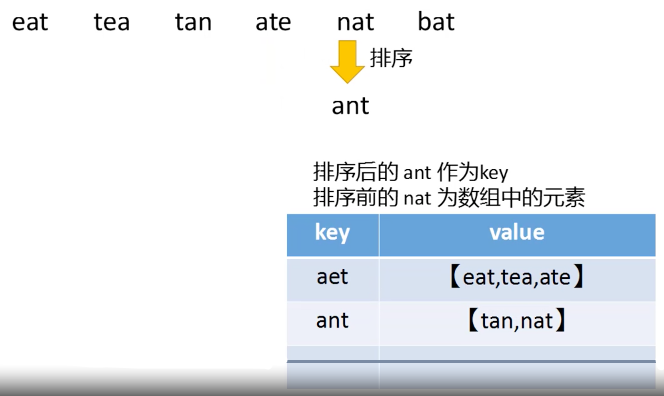 eat tea tan ate nat bat
排序
ant
排序后的 ant 作为key
排序前的 nat 为数组中的元素
key value
aet 【eat,tea,ate】
ant 【tan,nat】